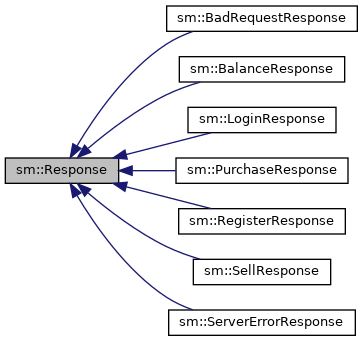 sm::BadRequestResponse
sm::BalanceResponse
sm::LoginResponse
sm::Response
sm::PurchaseResponse
sm::RegisterResponse
sm::SellResponse
sm::ServerErrorResponse